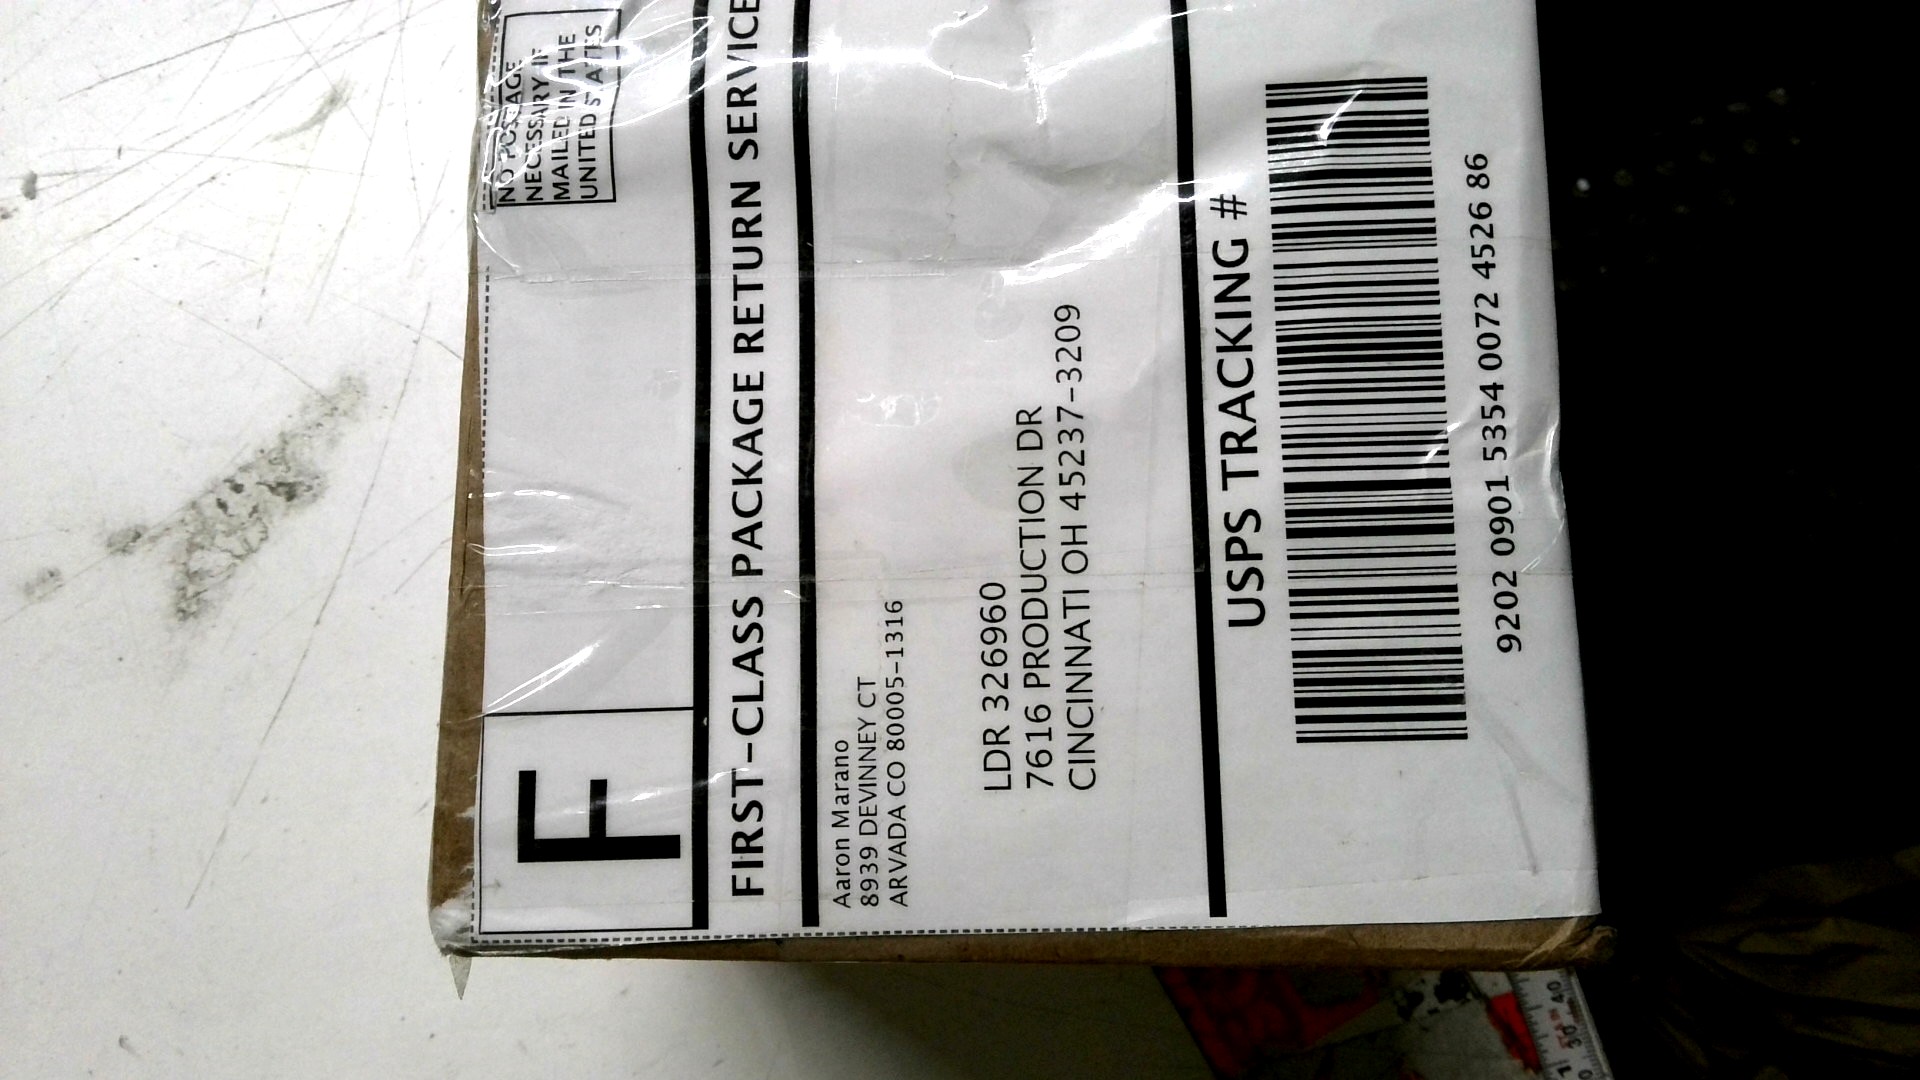 F
NO POSTAGE
NECESSARY IF
MAILED IN THE
UNITED STATES
FIRST-CLASS PACKAGE RETURN SERVICE
Aaron Marano
8939 DEVINNEY CT
ARVADA CO 80005-1316
LDR 326960
7616 PRODUCTION DR
CINCINNATI OH 45237-3209
USPS TRACKING #
9202 0901 5354 0072 4526 86